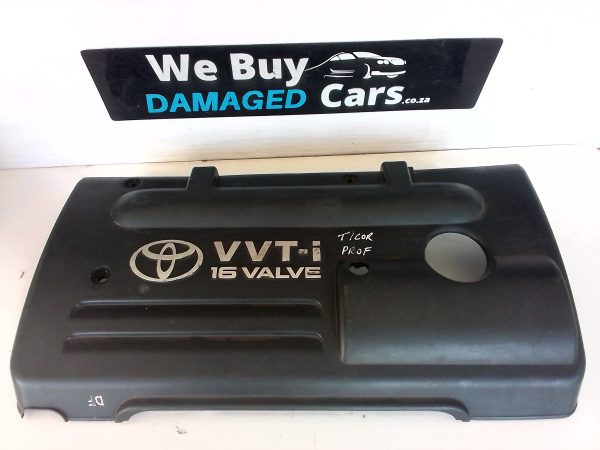 We Buy
DAMAGED Cars.co.za
VVT-i
16 VALVE
T/COR
PROF